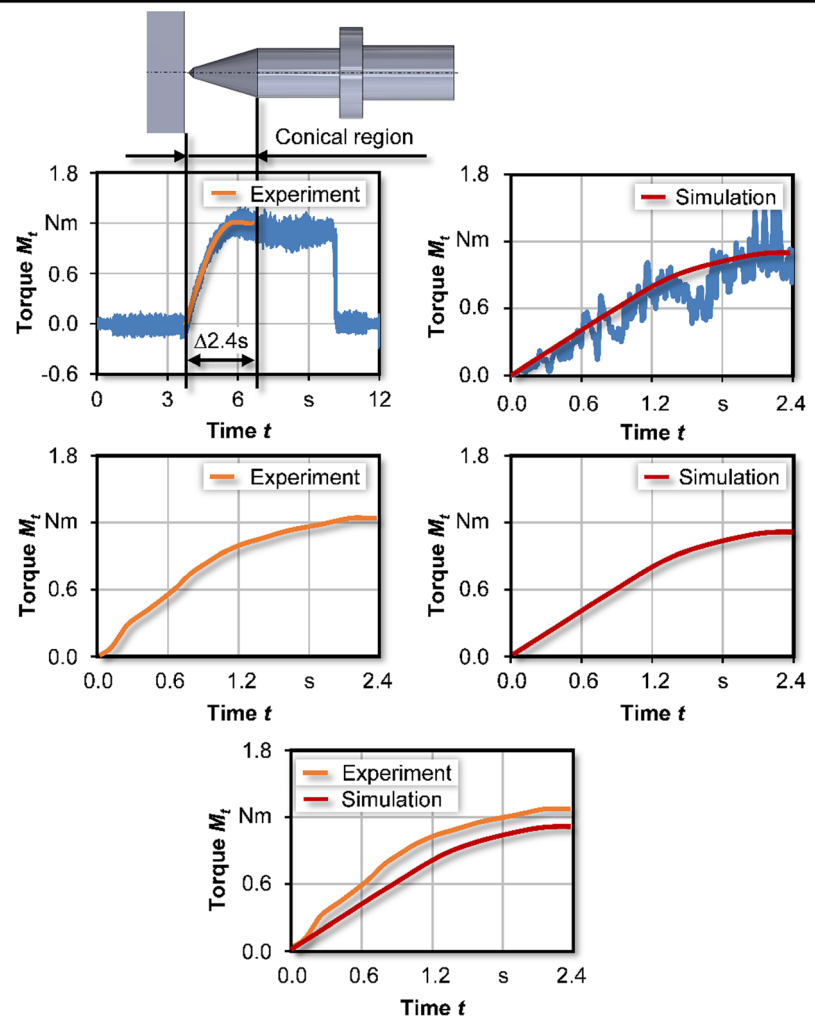 Conical region
1.8
Nm
0.6
0.0
-0.6
Torque Mt
Experiment
Δ2.4s
0 3 6 s 12
Time t
1.8
Nm
0.6
0.0
Torque Mt
Simulation
0.0 0.6 1.2 s 2.4
Time t
1.8
Nm
0.6
0.0
Torque Mt
Experiment
0.0 0.6 1.2 s 2.4
Time t
1.8
Nm
0.6
0.0
Torque Mt
Simulation
0.0 0.6 1.2 s 2.4
Time t
1.8
Nm
0.6
0.0
Torque Mt
Experiment
Simulation
0.0 0.6 1.2 s 2.4
Time t